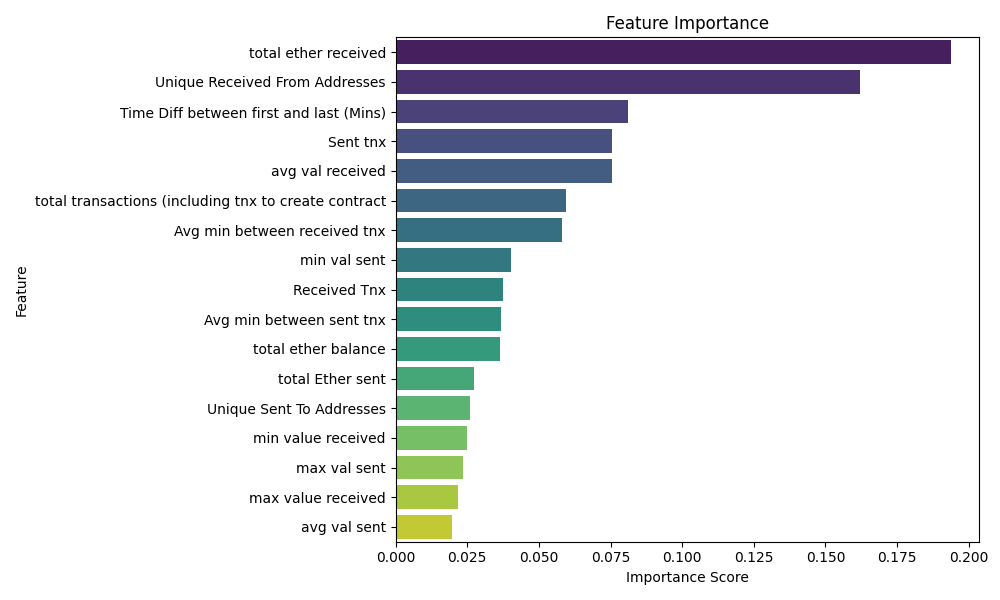 Feature Importance
total ether received
Unique Received From Addresses
Time Diff between first and last (Mins)
Sent tnx
avg val received
total transactions (including tnx to create contract
Avg min between received tnx
min val sent
Received Tnx
Avg min between sent tnx
total ether balance
total Ether sent
Unique Sent To Addresses
min value received
max val sent
max value received
avg val sent
Feature
0.000 0.025 0.050 0.075 0.100 0.125 0.150 0.175 0.200
Importance Score